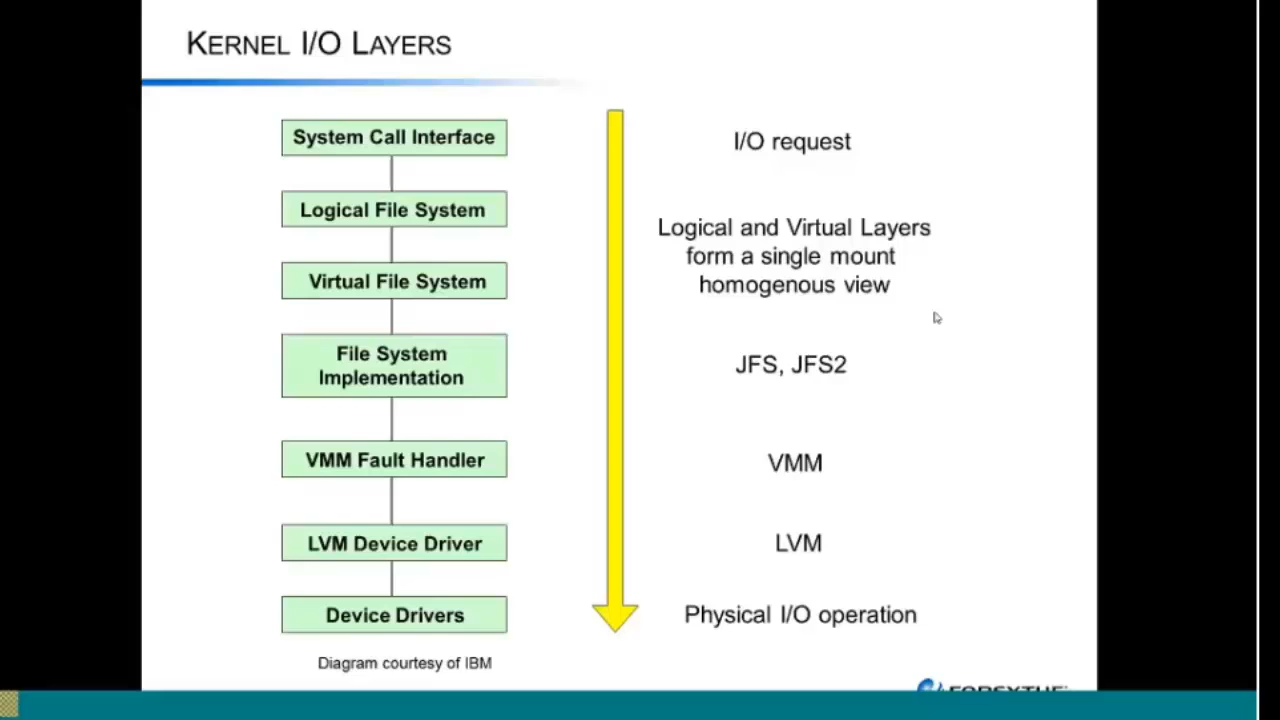 KERNEL I/O LAYERS
System Call Interface
I/O request
Logical File System
Logical and Virtual Layers
form a single mount
homogenous view
Virtual File System
File System
Implementation
JFS, JFS2
VMM Fault Handler
VMM
LVM Device Driver
LVM
Device Drivers
Physical I/O operation
Diagram courtesy of IBM
FORSYTHE